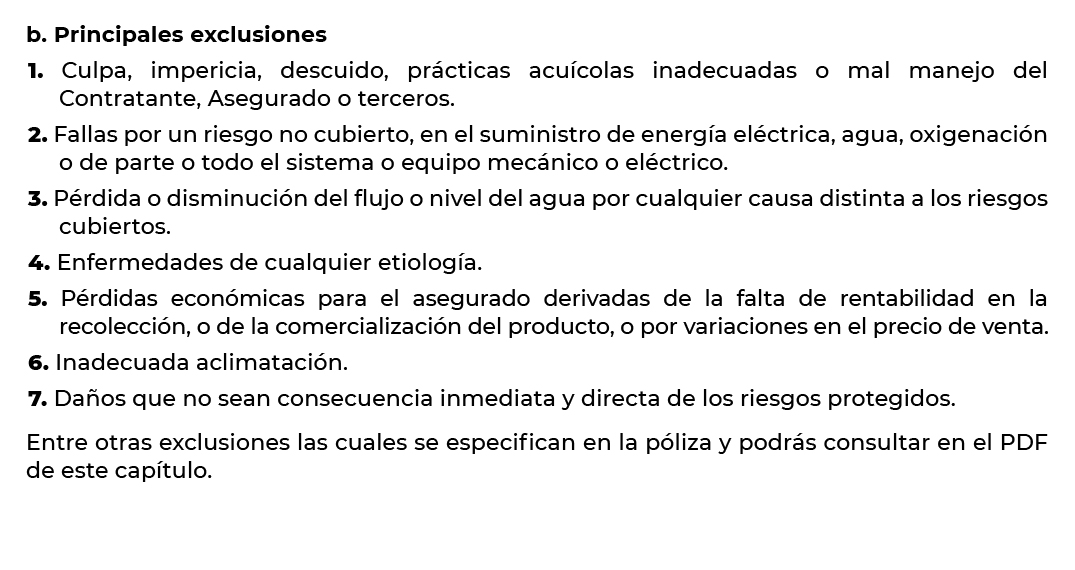 b. Principales exclusiones
1. Culpa, impericia, descuido, prácticas acuícolas inadecuadas o mal manejo del
Contratante, Asegurado o terceros.
2. Fallas por un riesgo no cubierto, en el suministro de energía eléctrica, agua, oxigenación
o de parte o todo el sistema o equipo mecánico o eléctrico.
3. Pérdida o disminución del flujo o nivel del agua por cualquier causa distinta a los riesgos
cubiertos.
4. Enfermedades de cualquier etiología.
5. Pérdidas económicas para el asegurado derivadas de la falta de rentabilidad en la
recolección, o de la comercialización del producto, o por variaciones en el precio de venta.
6. Inadecuada aclimatación.
7. Daños que no sean consecuencia inmediata y directa de los riesgos protegidos.
Entre otras exclusiones las cuales se especifican en la póliza y podrás consultar en el PDF
de este capítulo.